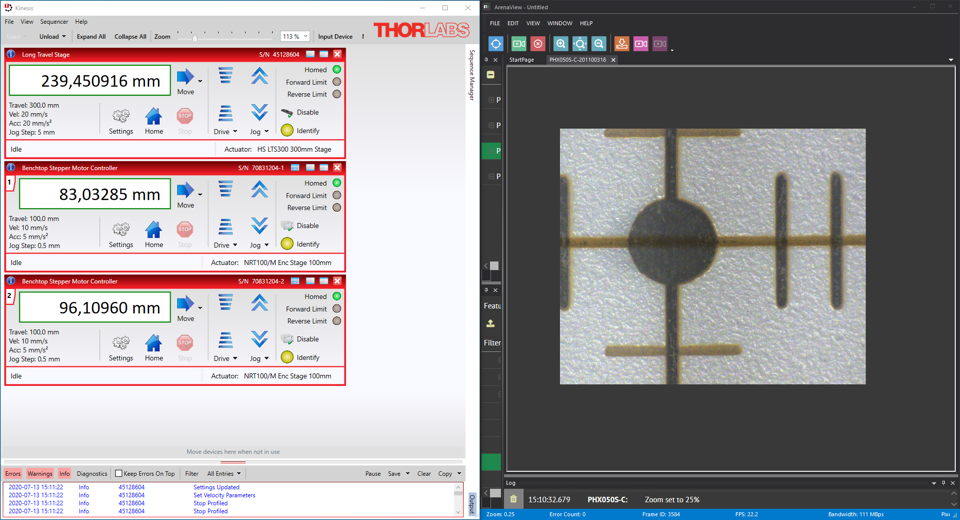 Kinesis
File View Sequencer Help
Unload Expand All Collapse All Zoom 113 % Input Device !
THORLABS
Sequence Manager
Long Travel Stage S/N 45128604
239,450916 mm
Move
Homed
Forward Limit
Reverse Limit
Travel: 300,0 mm
Vel: 20 mm/s
Acc: 20 mm/s²
Jog Step: 5 mm
Settings Home Stop Drive Jog
Disable
Identify
Idle Actuator: HS LTS300 300mm Stage
1
Benchtop Stepper Motor Controller S/N 70831204-1
83,03285 mm
Move
Homed
Forward Limit
Reverse Limit
Travel: 100,0 mm
Vel: 10 mm/s
Acc: 5 mm/s²
Jog Step: 0.5 mm
Settings Home Stop Drive Jog
Disable
Identify
Idle Actuator: NRT100/M Enc Stage 100mm
2
Benchtop Stepper Motor Controller S/N 70831204-2
96,10960 mm
Move
Homed
Forward Limit
Reverse Limit
Travel: 100,0 mm
Vel: 10 mm/s
Acc: 5 mm/s²
Jog Step: 0.5 mm
Settings Home Stop Drive Jog
Disable
Identify
Idle Actuator: NRT100/M Enc Stage 100mm
Move devices here when not in use
Errors Warnings Info Diagnostics Keep Errors On Top Filter All Entries Pause Save Clear Copy
2020-07-13 15:11:22 Info 45128604 Settings Updated
2020-07-13 15:11:22 Info 45128604 Set Velocity Parameters
2020-07-13 15:11:22 Info 45128604 Stop Profiled
2020-07-13 15:11:22 Info 45128604 Stop Profiled
Output
ArenaView - Untitled
FILE EDIT VIEW WINDOW HELP
StartPage PHX050S-C-201100318
P
P
P
P
Featu
Filter
Log
15:10:32.679 PHX050S-C: Zoom set to 25%
Zoom: 0.25 Error Count: 0 Frame ID: 3584 FPS: 22.2 Bandwidth: 111 MBps